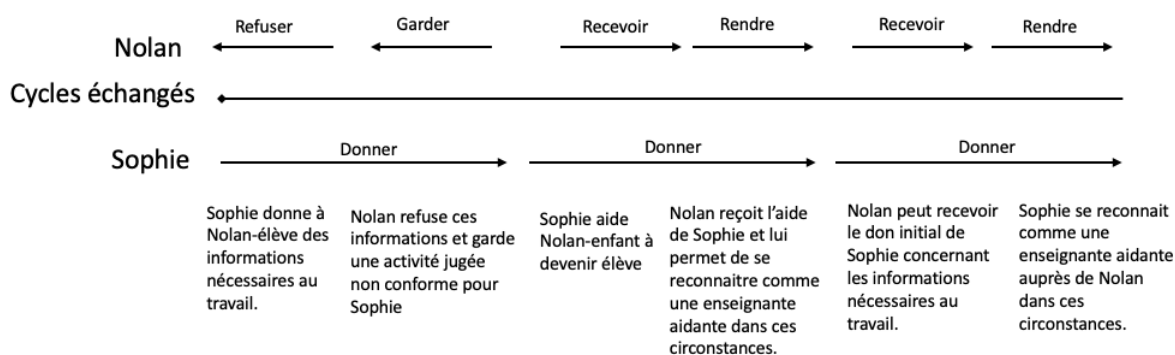 Refuser
Garder
Recevoir
Rendre
Recevoir
Rendre
Nolan
Cycles échangés
Sophie
Donner
Donner
Donner
Sophie donne à
Nolan-élève des
informations
nécessaires au
travail.
Nolan refuse ces
informations et garde
une activité jugée
non conforme pour
Sophie
Sophie aide
Nolan-enfant à
devenir élève
Nolan reçoit l’aide
de Sophie et lui
permet de se
reconnaitre comme
une enseignante
aidante dans ces
circonstances.
Nolan peut recevoir
le don initial de
Sophie concernant
les informations
nécessaires au
travail.
Sophie se reconnait
comme une
enseignante aidante
auprès de Nolan
dans ces
circonstances.